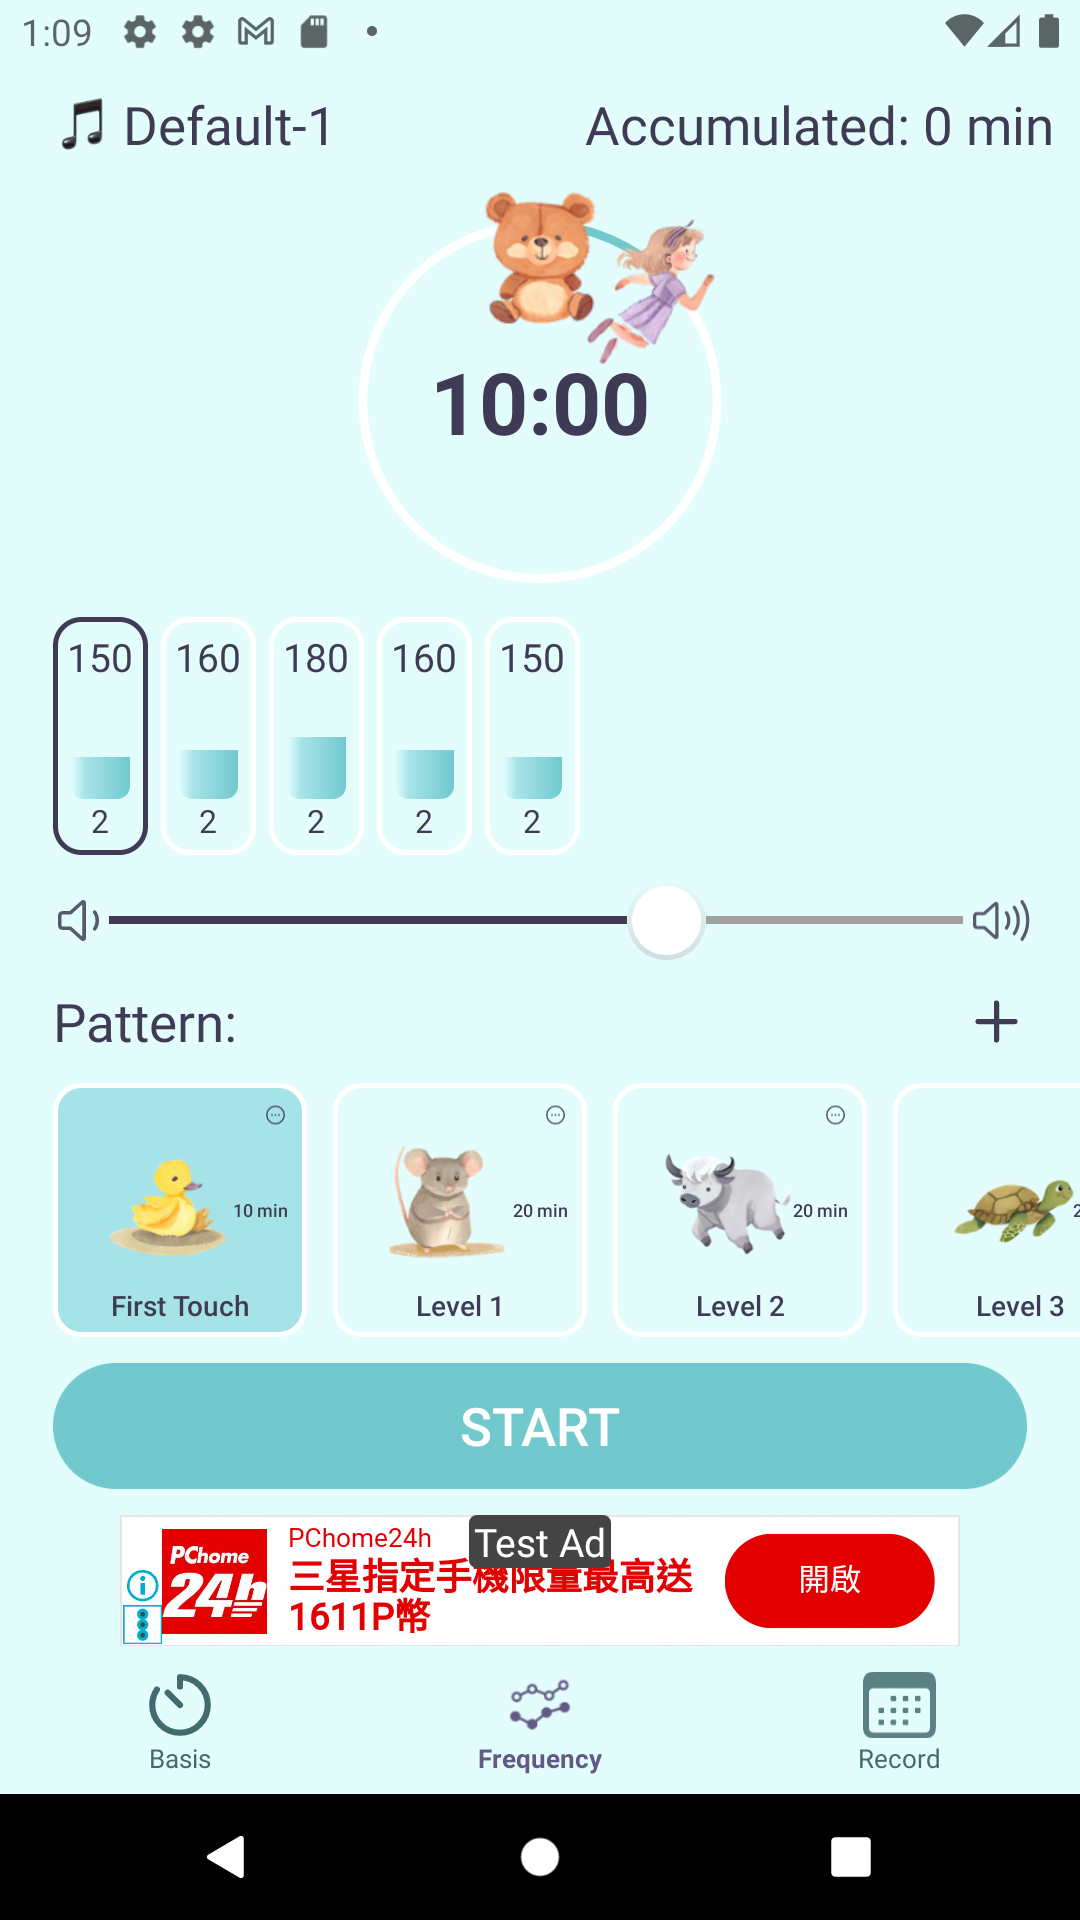 1:09
Default-1
Accumulated: 0 min
10:00
150 160 180 160 150
2 2 2 2 2
Pattern:
10 min
20 min
20 min
2
First Touch
Level 1
Level 2
Level 3
START
Test Ad
PChome
24h
PChome24h
三星指定手機限量最高送
1611P幣
開啟
Basis
Frequency
Record